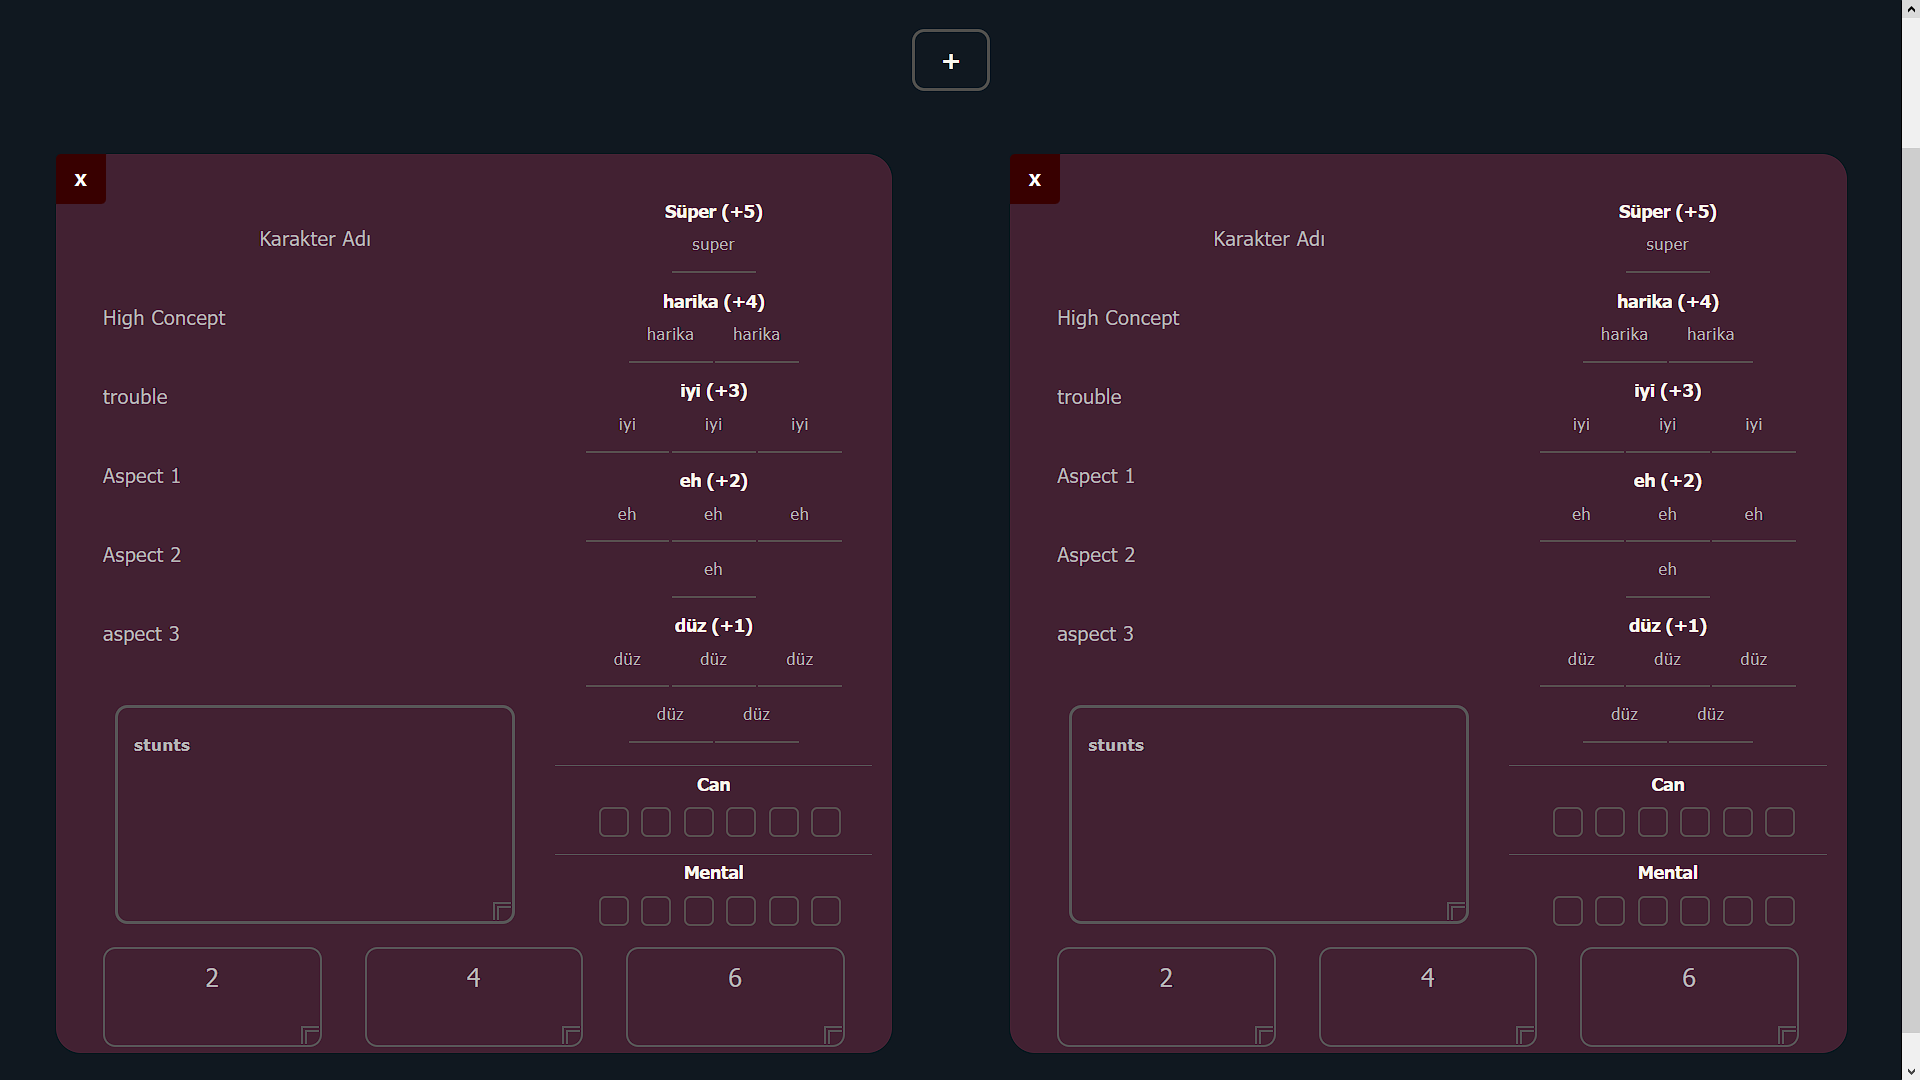 +
x
Karakter Adı
High Concept
trouble
Aspect 1
Aspect 2
aspect 3
stunts
Süper (+5)
super
harika (+4)
harika harika
iyi (+3)
iyi iyi iyi
eh (+2)
eh eh eh
eh
düz (+1)
düz düz düz
düz düz
Can
Mental
2 4 6
x
Karakter Adı
High Concept
trouble
Aspect 1
Aspect 2
aspect 3
stunts
Süper (+5)
super
harika (+4)
harika harika
iyi (+3)
iyi iyi iyi
eh (+2)
eh eh eh
eh
düz (+1)
düz düz düz
düz düz
Can
Mental
2 4 6